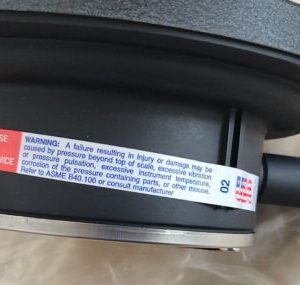 SE
VICE
WARNING: A failure resulting in injury or damage may be
caused by pressure beyond top of scale, excessive vibration
or pressure pulsation, excessive instrument temperature,
corrosion of the pressure containing parts, or other misuse.
Refer to ASME B40.100 or consult manufacturer
02